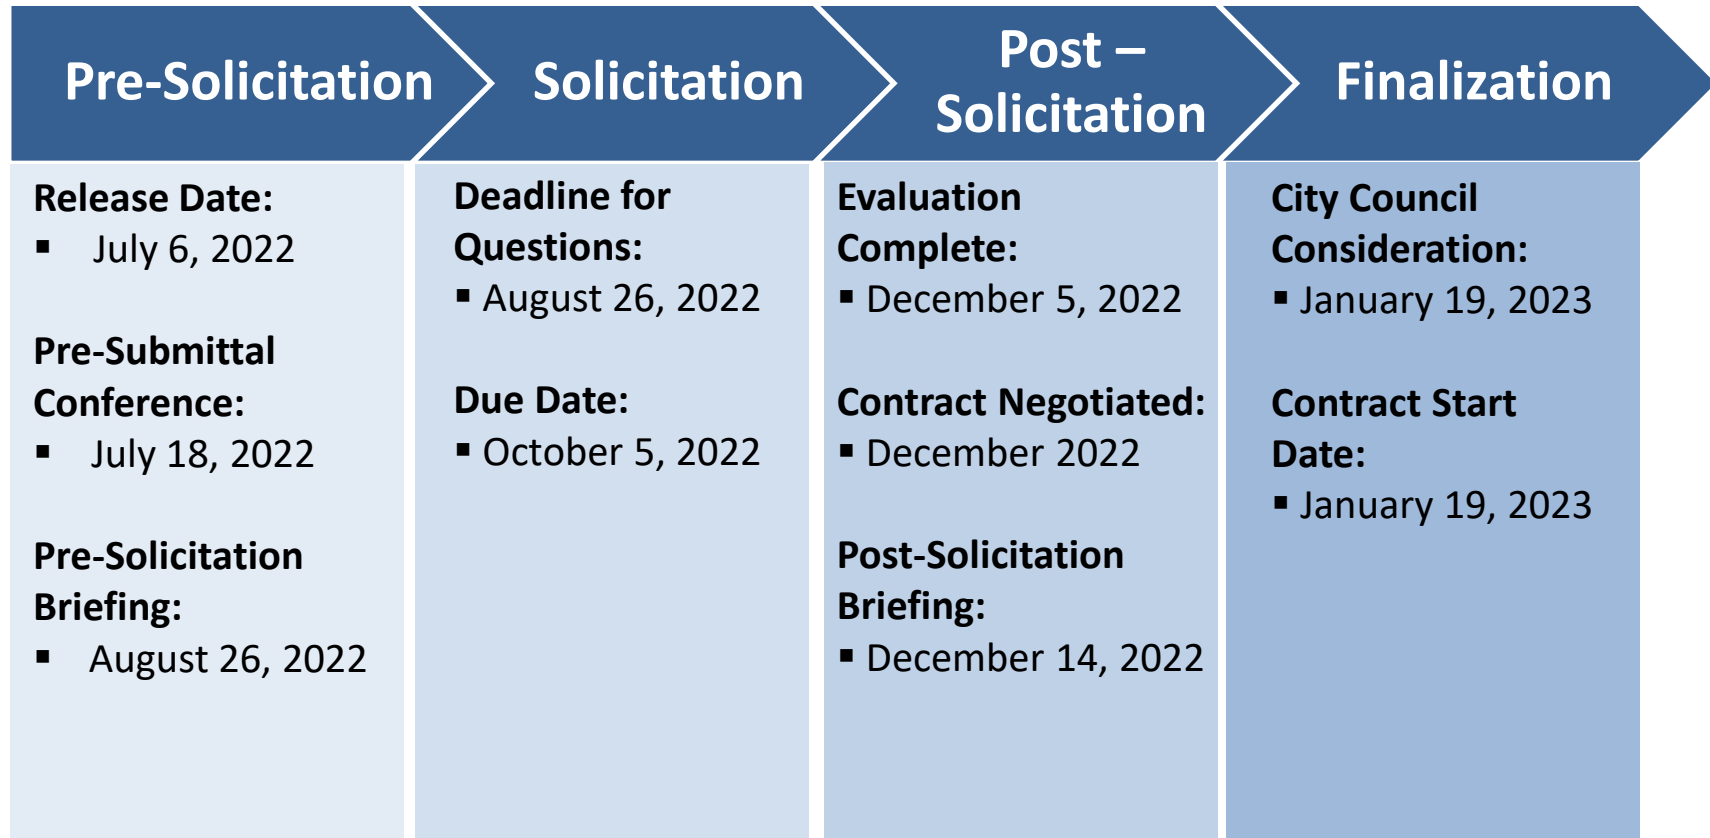 Pre-Solicitation
Solicitation
Post –
Solicitation
Finalization
Release Date:
▪ July 6, 2022
Pre-Submittal
Conference:
▪ July 18, 2022
Pre-Solicitation
Briefing:
▪ August 26, 2022
Deadline for
Questions:
▪ August 26, 2022
Due Date:
▪ October 5, 2022
Evaluation
Complete:
▪ December 5, 2022
Contract Negotiated:
▪ December 2022
Post-Solicitation
Briefing:
▪ December 14, 2022
City Council
Consideration:
▪ January 19, 2023
Contract Start
Date:
▪ January 19, 2023